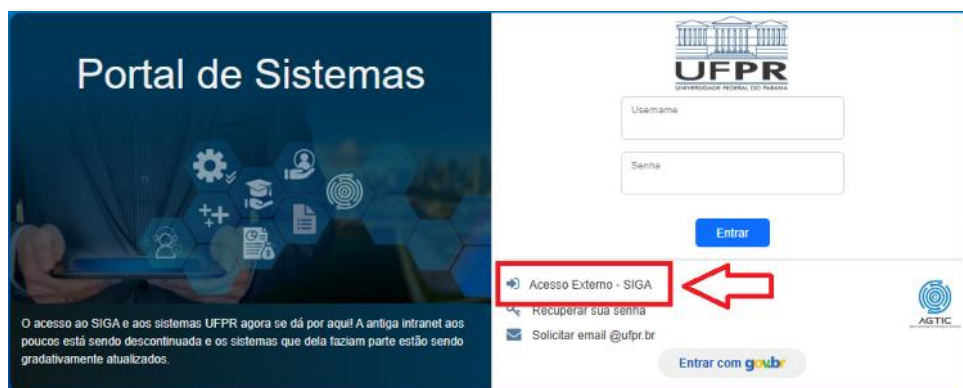 Portal de Sistemas
O acesso ao SIGA e aos sistemas UFPR agora se dá por aqui! A antiga intranet aos
poucos está sendo descontinuada e os sistemas que dela faziam parte estão sendo
gradativamente atualizados.
UFPR
UNIVERSIDADE FEDERAL DO PARANÁ
Username
Senha
Entrar
Acesso Externo - SIGA
Recuperar sua senha
Solicitar email @ufpr.br
AGTIC
Entrar com gov.br